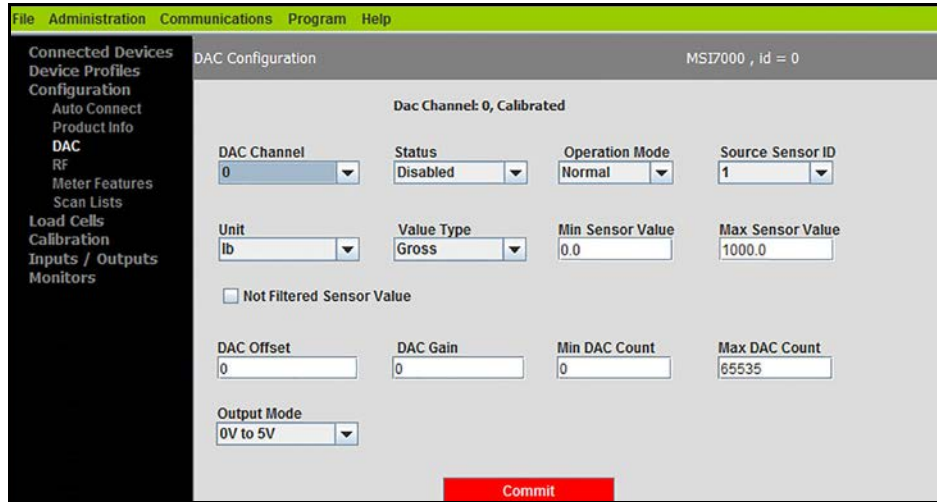 File Administration Communications Program Help
Connected Devices
Device Profiles
Configuration
Auto Connect
Product Info
DAC
RF
Meter Features
Scan Lists
Load Cells
Calibration
Inputs / Outputs
Monitors
DAC Configuration MSI7000 , id = 0
Dac Channel: 0, Calibrated
DAC Channel Status Operation Mode Source Sensor ID
0 Disabled Normal 1
Unit Value Type Min Sensor Value Max Sensor Value
lb Gross 0.0 1000.0
Not Filtered Sensor Value
DAC Offset DAC Gain Min DAC Count Max DAC Count
0 0 0 65535
Output Mode
0V to 5V
Commit